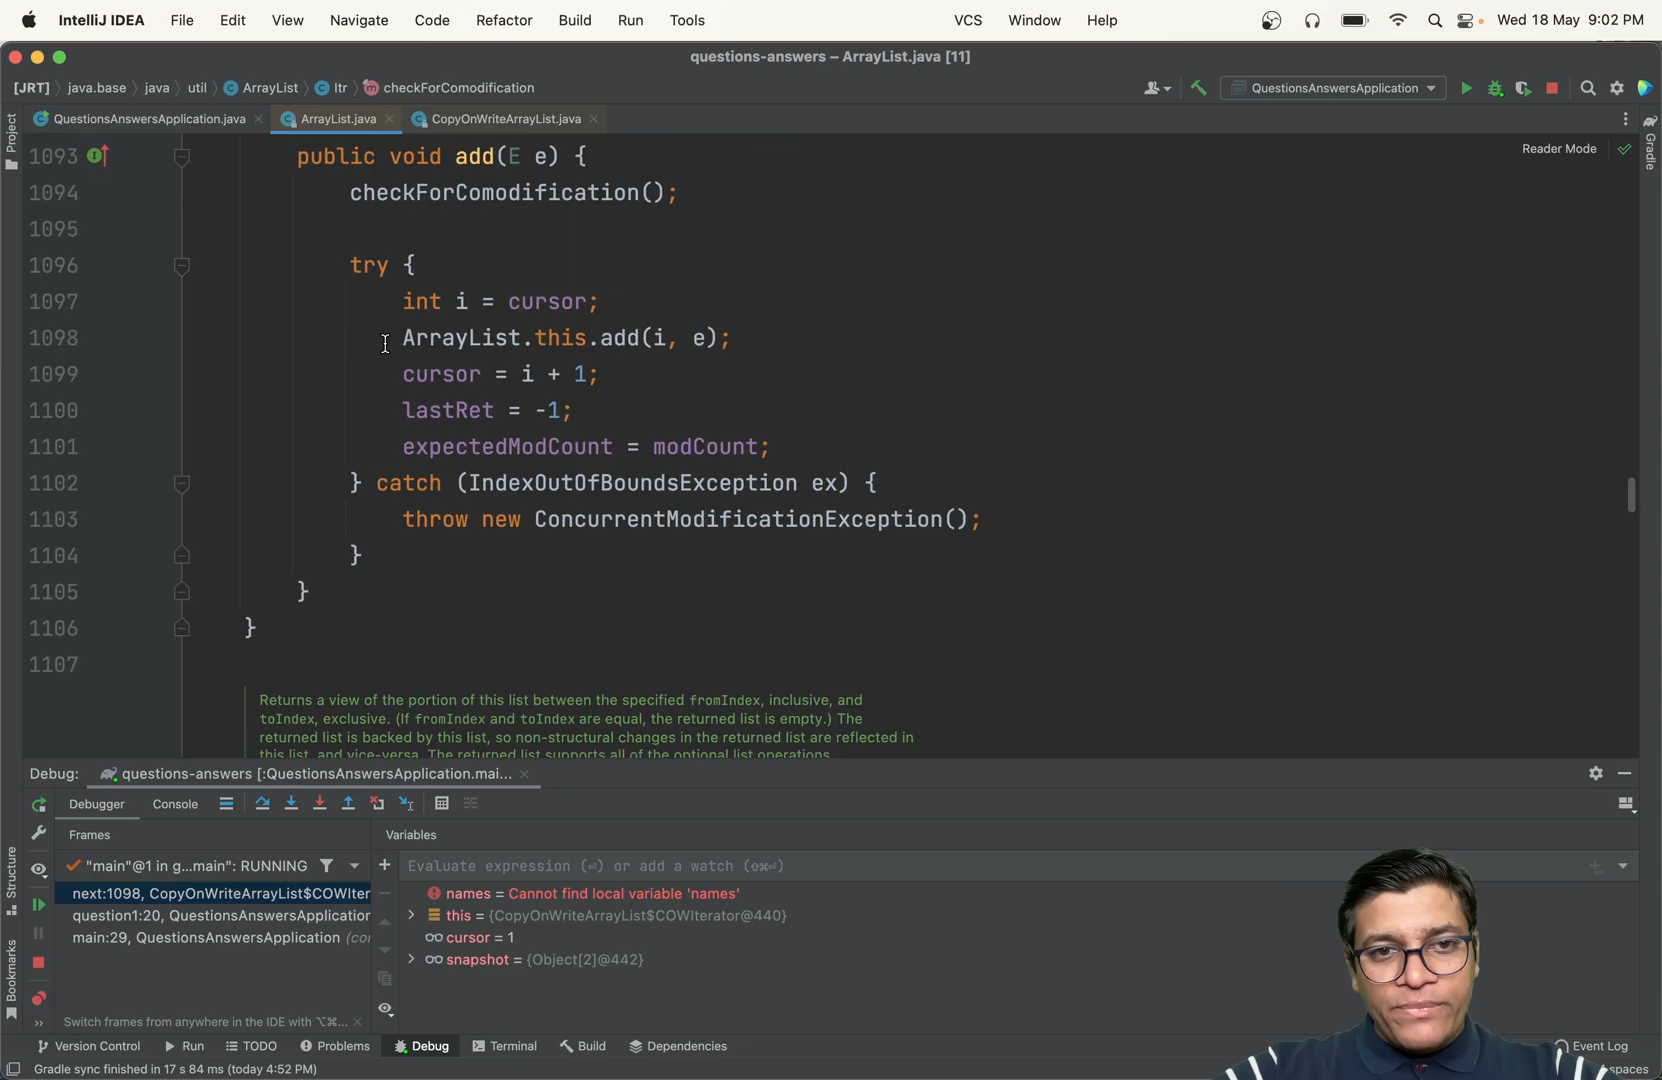 IntelliJ IDEA File Edit View Navigate Code Refactor Build Run Tools VCS Window Help Wed 18 May 9:02 PM
questions-answers – ArrayList.java [11]
[JRT] java.base java util ArrayList Itr checkForComodification QuestionsAnswersApplication
QuestionsAnswersApplication.java ArrayList.java CopyOnWriteArrayList.java
Project
Gradle
Reader Mode
1093 public void add(E e) {
1094 checkForComodification();
1095
1096 try {
1097 int i = cursor;
1098 ArrayList.this.add(i, e);
1099 cursor = i + 1;
1100 lastRet = -1;
1101 expectedModCount = modCount;
1102 } catch (IndexOutOfBoundsException ex) {
1103 throw new ConcurrentModificationException();
1104 }
1105 }
1106 }
1107
Returns a view of the portion of this list between the specified fromIndex, inclusive, and
toIndex, exclusive. (If fromIndex and toIndex are equal, the returned list is empty.) The
returned list is backed by this list, so non-structural changes in the returned list are reflected in
this list, and vice-versa. The returned list supports all of the optional list operations.
Debug: questions-answers [:QuestionsAnswersApplication.mai...
Debugger Console
Frames Variables
"main"@1 in g...main": RUNNING Evaluate expression (⏎) or add a watch (⇧⌘⏎)
next:1098, CopyOnWriteArrayList$COWIter names = Cannot find local variable 'names'
question1:20, QuestionsAnswersApplication this = {CopyOnWriteArrayList$COWIterator@440}
main:29, QuestionsAnswersApplication (co cursor = 1
snapshot = {Object[2]@442}
Switch frames from anywhere in the IDE with ⌥⌘...
Structure
Bookmarks
Version Control Run TODO Problems Debug Terminal Build Dependencies Event Log
Gradle sync finished in 17 s 84 ms (today 4:52 PM) spaces